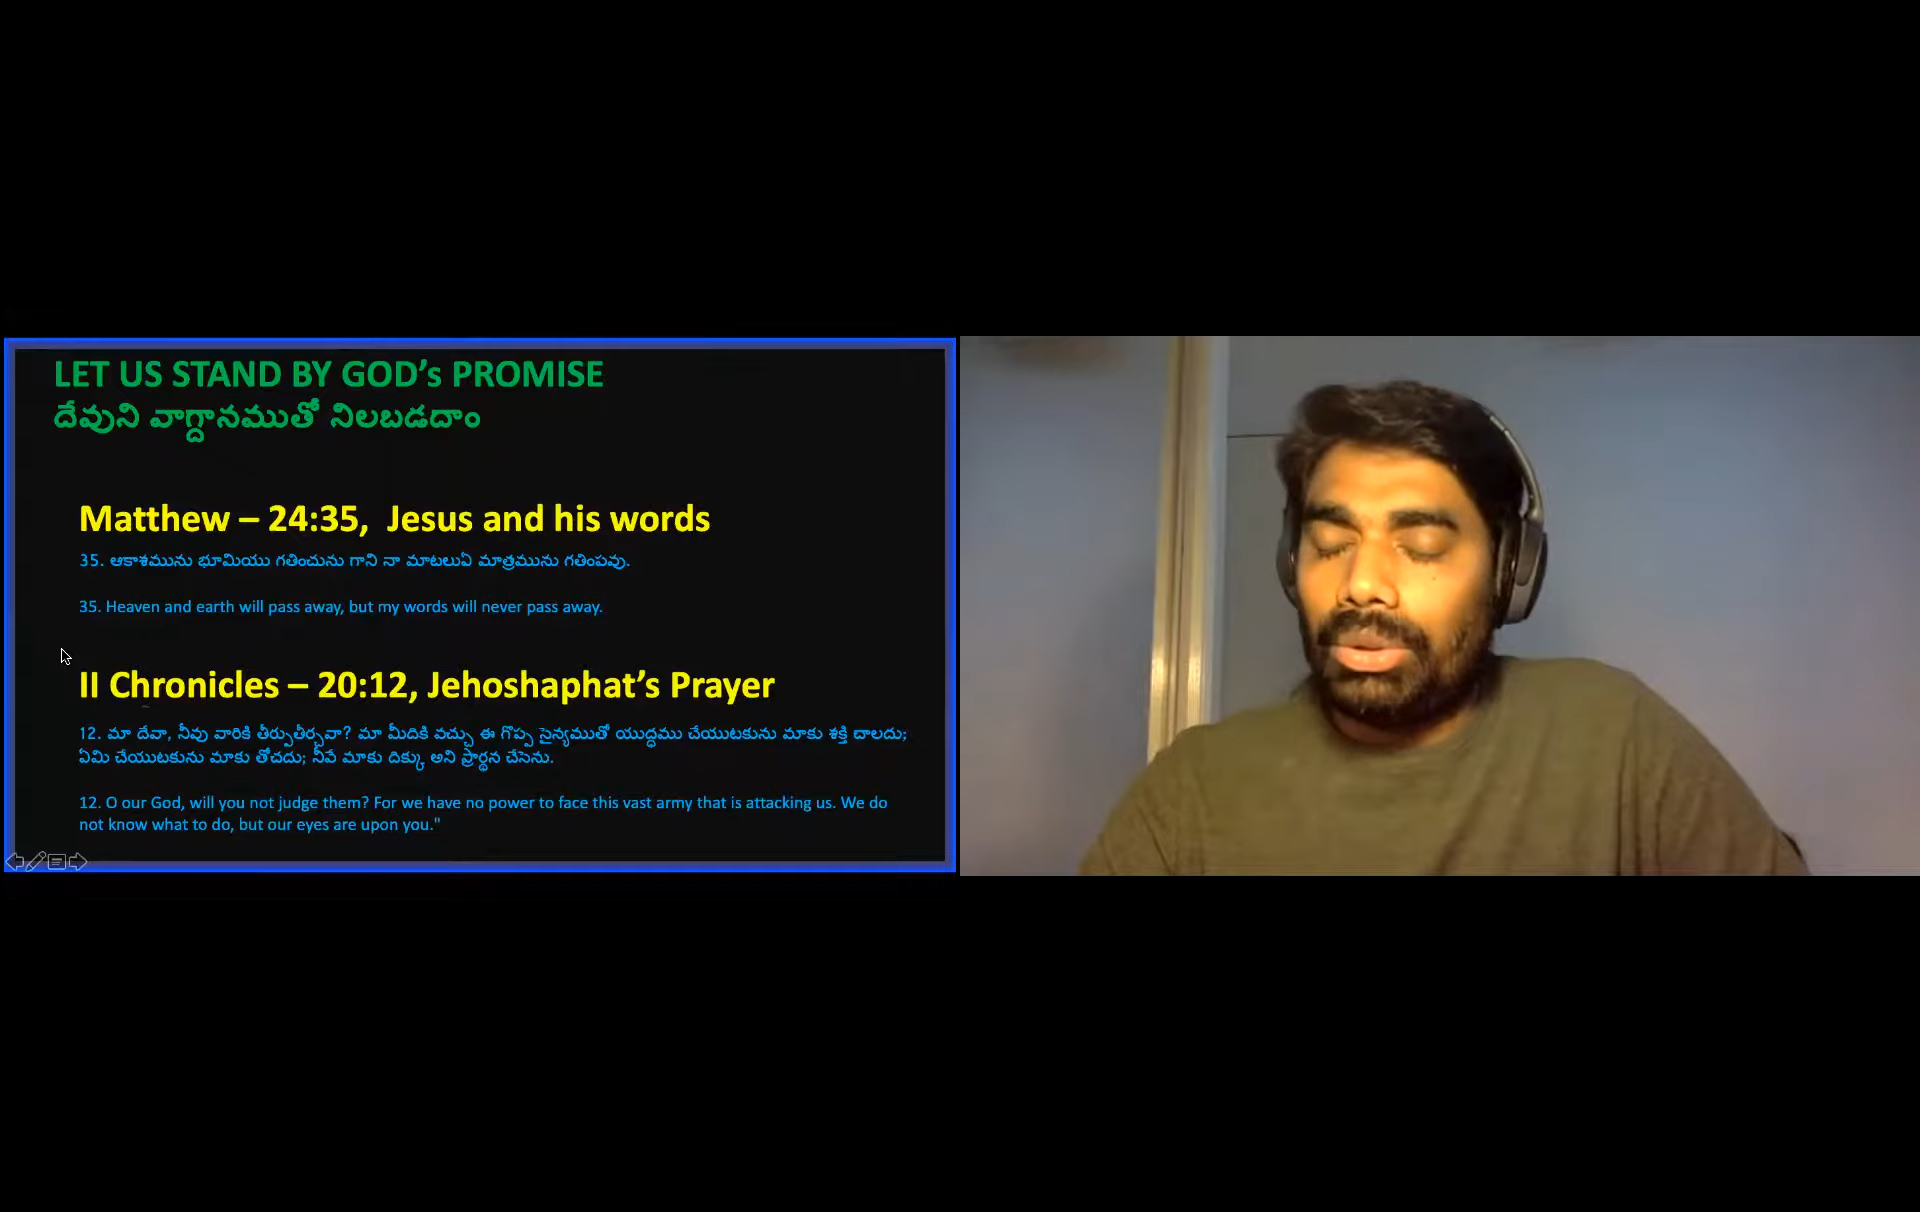 LET US STAND BY GOD's PROMISE
దేవుని వాగ్దానముతో నిలబడదాం
Matthew – 24:35,  Jesus and his words
35. ఆకాశమును భూమియు గతించును గాని నా మాటలుఏ మాత్రమును గతింపవు.
35. Heaven and earth will pass away, but my words will never pass away.
II Chronicles – 20:12, Jehoshaphat's Prayer
12. మా దేవా, నీవు వారికి తీర్పుతీర్చవా? మా మీదికి వచ్చు ఈ గొప్ప సైన్యముతో యుద్ధము చేయుటకును మాకు శక్తి చాలదు;
ఏమి చేయుటకును మాకు తోచదు; నీవే మాకు దిక్కు అని ప్రార్థన చేసెను.
12. O our God, will you not judge them? For we have no power to face this vast army that is attacking us. We do
not know what to do, but our eyes are upon you."